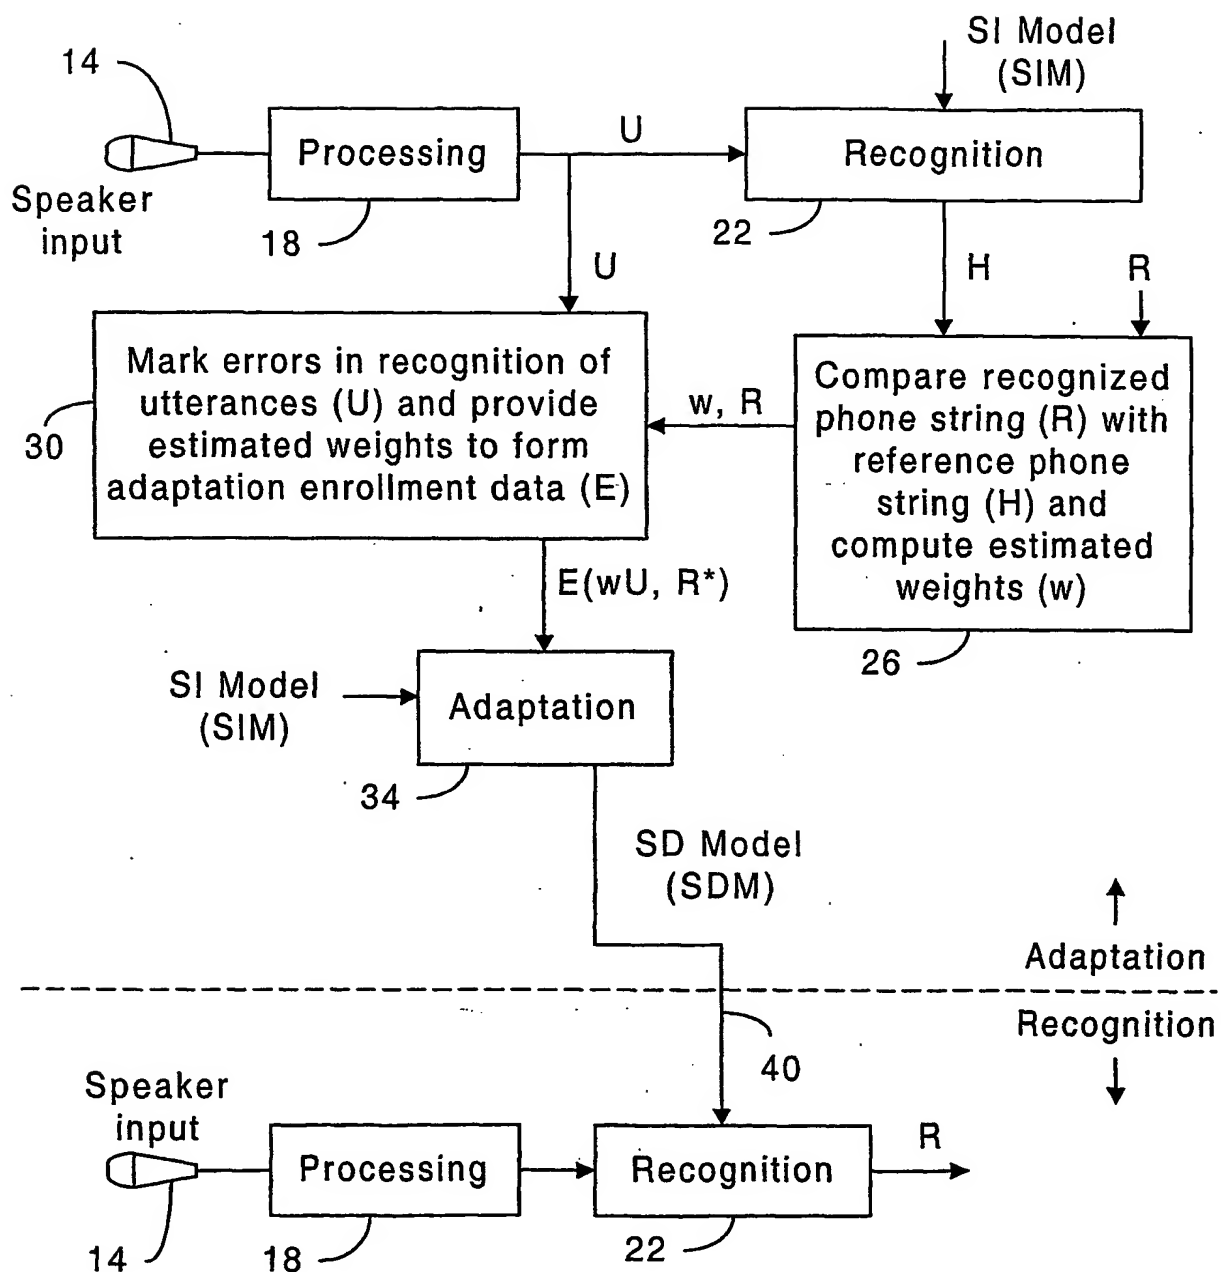 SI Model
(SIM)
14
Processing
U
Recognition
Speaker
input
18
22
U
H
R
Mark errors in recognition of
utterances (U) and provide
estimated weights to form
adaptation enrollment data (E)
30
w, R
Compare recognized
phone string (R) with
reference phone
string (H) and
compute estimated
weights (w)
E(wU, R*)
26
SI Model
(SIM)
Adaptation
34
SD Model
(SDM)
Adaptation
Recognition
40
Speaker
input
Processing
Recognition
R
14
18
22